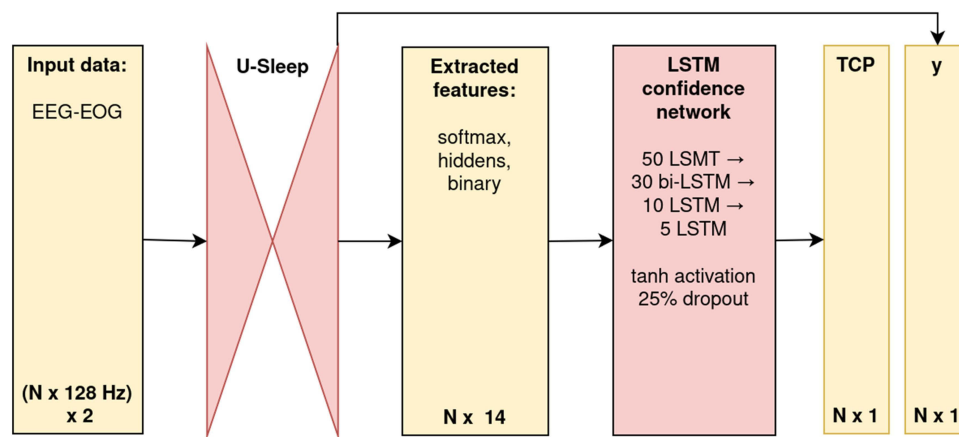 Input data:
EEG-EOG
(N x 128 Hz)
x 2
U-Sleep
Extracted
features:
softmax,
hiddens,
binary
N x 14
LSTM
confidence
network
50 LSMT →
30 bi-LSTM →
10 LSTM →
5 LSTM
tanh activation
25% dropout
TCP
N x 1
y
N x 1